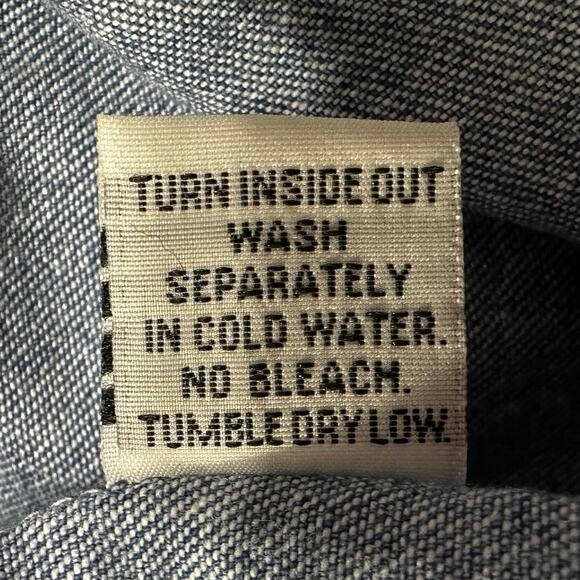 TURN INSIDE OUT
WASH
SEPARATELY
IN COLD WATER.
NO BLEACH.
TUMBLE DRY LOW.